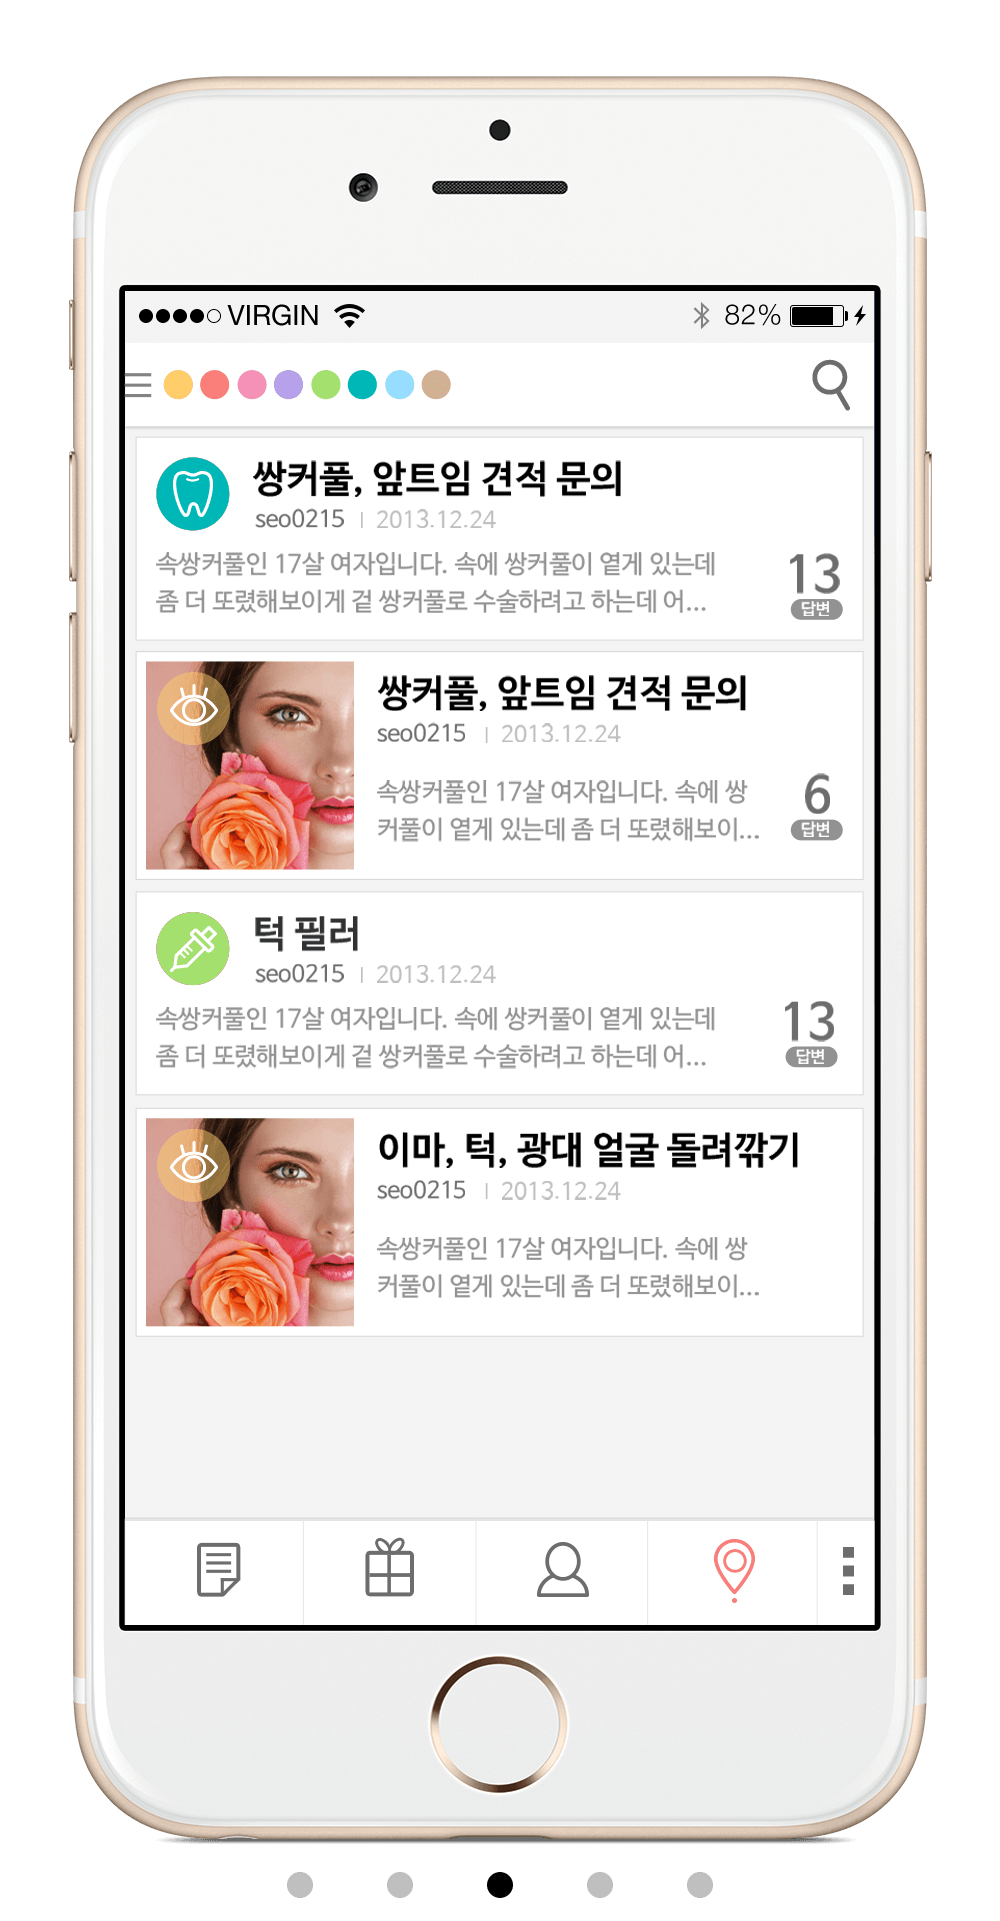 VIRGIN 82%
쌍커풀, 앞트임 견적 문의
seo0215 | 2013.12.24
속쌍커풀인 17살 여자입니다. 속에 쌍커풀이 옅게 있는데
좀 더 또렸해보이게 겉 쌍커풀로 수술하려고 하는데 어...
13
답변
쌍커풀, 앞트임 견적 문의
seo0215 | 2013.12.24
속쌍커풀인 17살 여자입니다. 속에 쌍
커풀이 옅게 있는데 좀 더 또렸해보이...
6
답변
턱 필러
seo0215 | 2013.12.24
속쌍커풀인 17살 여자입니다. 속에 쌍커풀이 옅게 있는데
좀 더 또렸해보이게 겉 쌍커풀로 수술하려고 하는데 어...
13
답변
이마, 턱, 광대 얼굴 돌려깎기
seo0215 | 2013.12.24
속쌍커풀인 17살 여자입니다. 속에 쌍
커풀이 옅게 있는데 좀 더 또렸해보이...